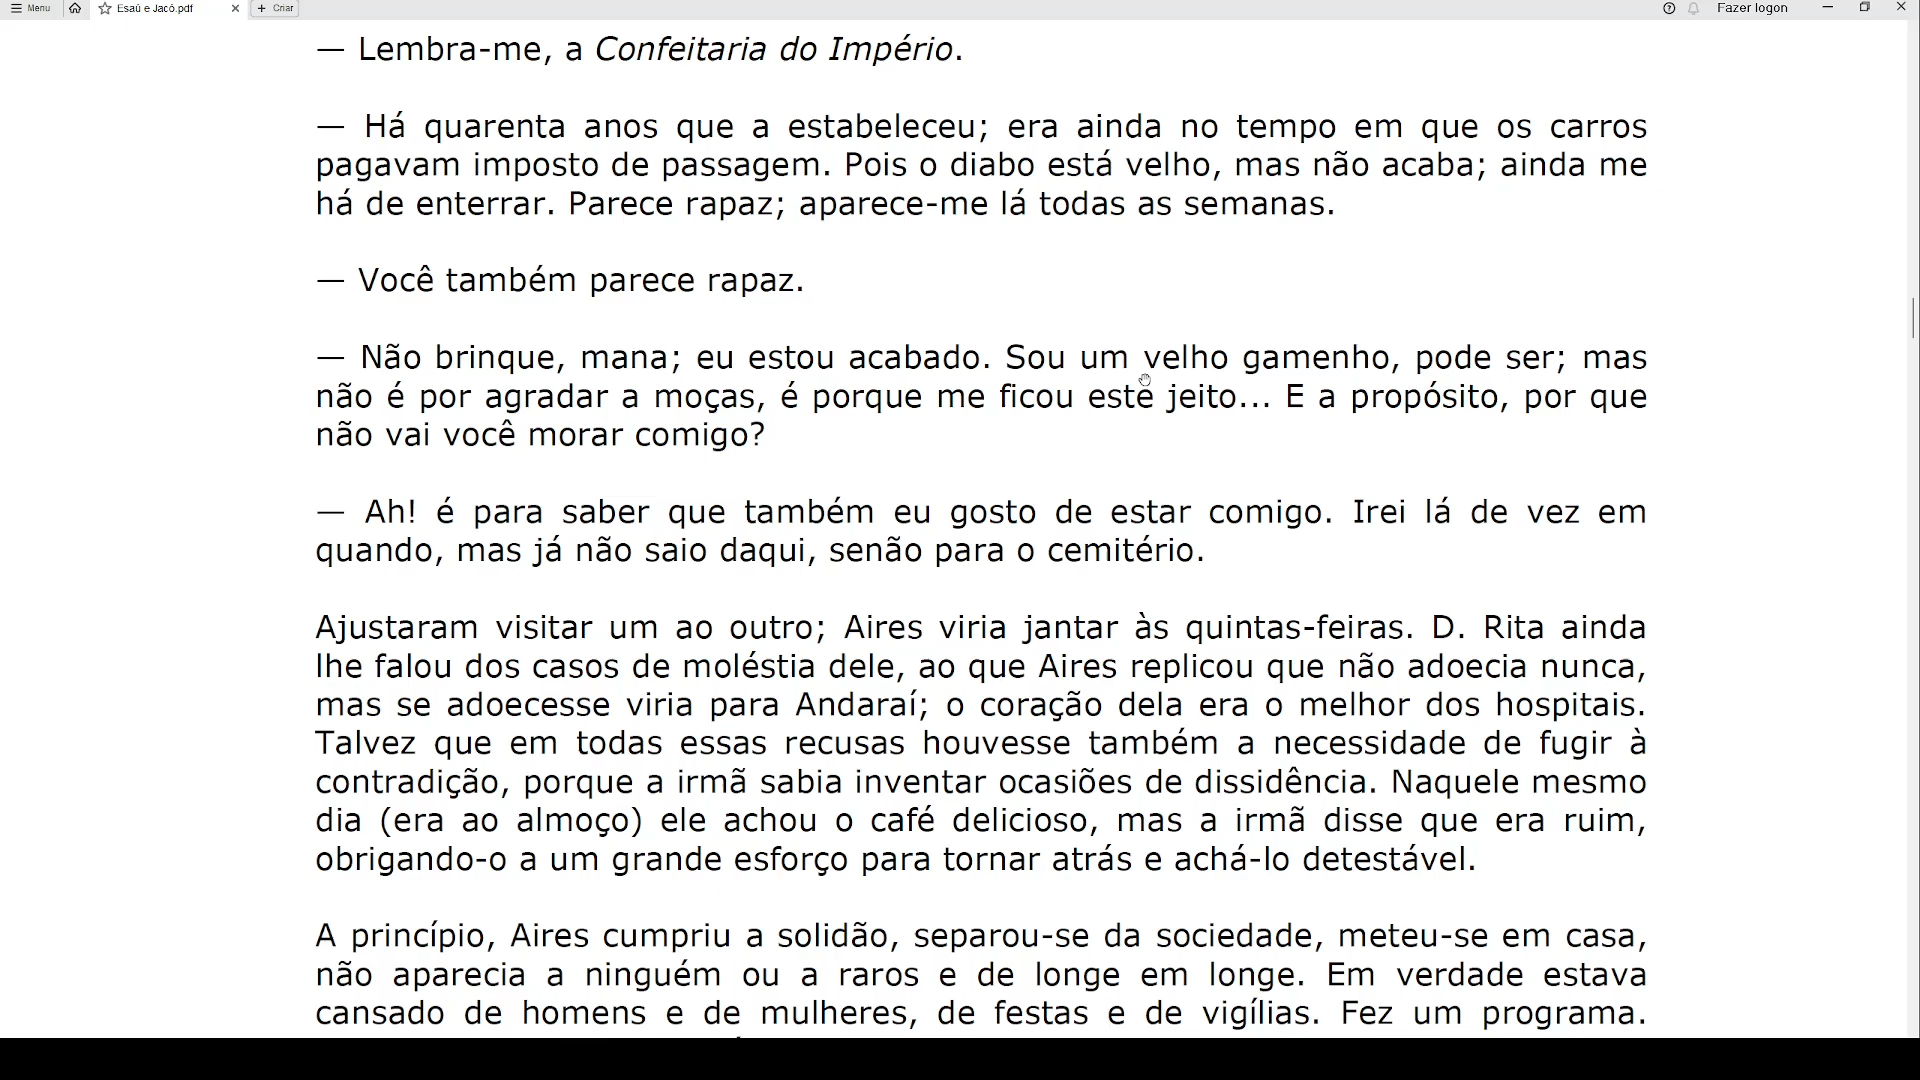 Menu
Esaú e Jacó.pdf
Criar
Fazer logon
— Lembra-me, a Confeitaria do Império.
— Há quarenta anos que a estabeleceu; era ainda no tempo em que os carros
pagavam imposto de passagem. Pois o diabo está velho, mas não acaba; ainda me
há de enterrar. Parece rapaz; aparece-me lá todas as semanas.
— Você também parece rapaz.
— Não brinque, mana; eu estou acabado. Sou um velho gamenho, pode ser; mas
não é por agradar a moças, é porque me ficou este jeito... E a propósito, por que
não vai você morar comigo?
— Ah! é para saber que também eu gosto de estar comigo. Irei lá de vez em
quando, mas já não saio daqui, senão para o cemitério.
Ajustaram visitar um ao outro; Aires viria jantar às quintas-feiras. D. Rita ainda
lhe falou dos casos de moléstia dele, ao que Aires replicou que não adoecia nunca,
mas se adoecesse viria para Andaraí; o coração dela era o melhor dos hospitais.
Talvez que em todas essas recusas houvesse também a necessidade de fugir à
contradição, porque a irmã sabia inventar ocasiões de dissidência. Naquele mesmo
dia (era ao almoço) ele achou o café delicioso, mas a irmã disse que era ruim,
obrigando-o a um grande esforço para tornar atrás e achá-lo detestável.
A princípio, Aires cumpriu a solidão, separou-se da sociedade, meteu-se em casa,
não aparecia a ninguém ou a raros e de longe em longe. Em verdade estava
cansado de homens e de mulheres, de festas e de vigílias. Fez um programa.